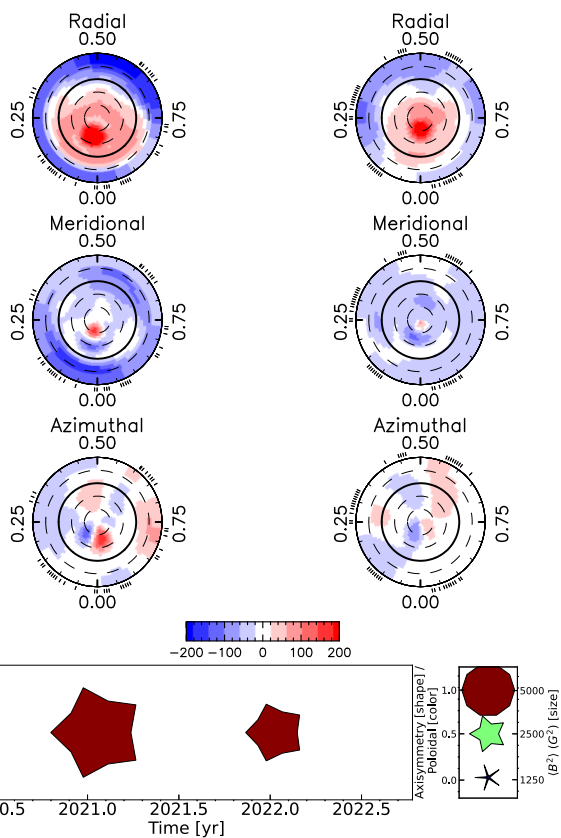 Radial Radial
0.50 0.50
0.25 0.75 0.25 0.75
0.00 0.00
Meridional Meridional
0.50 0.50
0.25 0.75 0.25 0.75
0.00 0.00
Azimuthal Azimuthal
0.50 0.50
0.25 0.75 0.25 0.75
0.00 0.00
−200 −100 0 100 200
Axisymmetry [shape] /
Poloidal [color]
1.0 5000
0.5 2500
0.0 1250
⟨B²⟩ (G²) [size]
0.5 2021.0 2021.5 2022.0 2022.5
Time [yr]